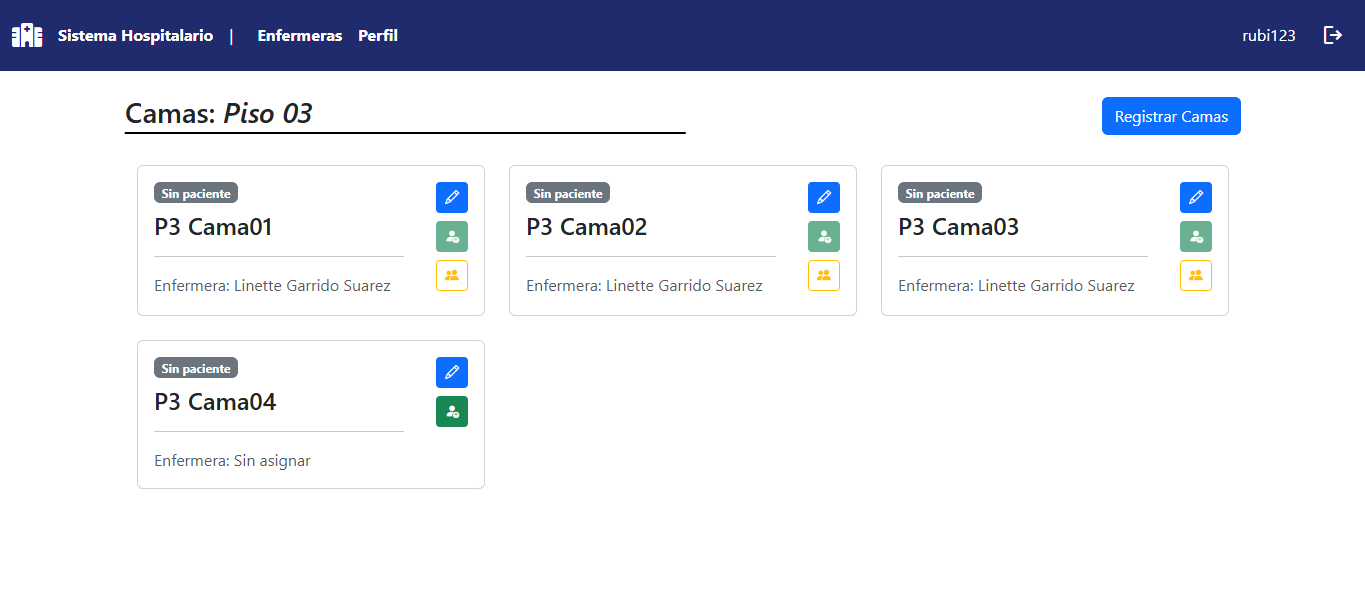 Sistema Hospitalario | Enfermeras Perfil rubi123
Camas: Piso 03
Registrar Camas
Sin paciente
P3 Cama01
Enfermera: Linette Garrido Suarez
Sin paciente
P3 Cama02
Enfermera: Linette Garrido Suarez
Sin paciente
P3 Cama03
Enfermera: Linette Garrido Suarez
Sin paciente
P3 Cama04
Enfermera: Sin asignar